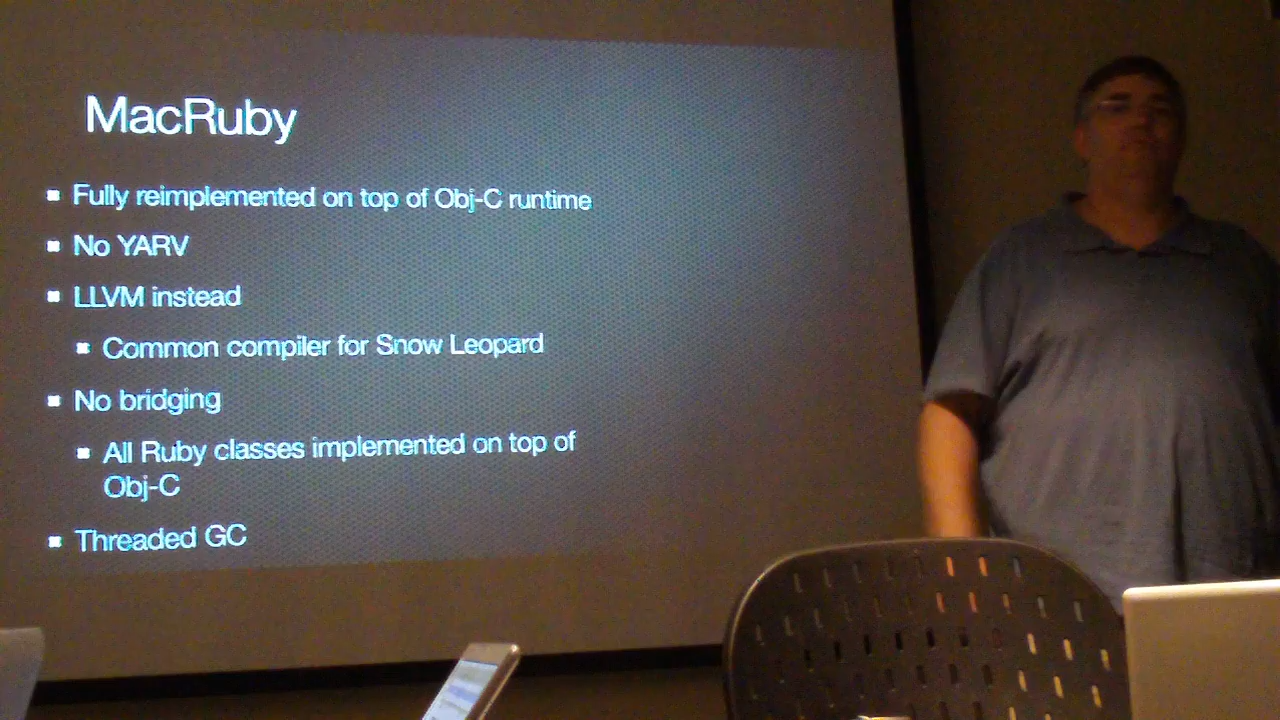 MacRuby
Fully reimplemented on top of Obj-C runtime
No YARV
LLVM instead
Common compiler for Snow Leopard
No bridging
All Ruby classes implemented on top of
Obj-C
Threaded GC